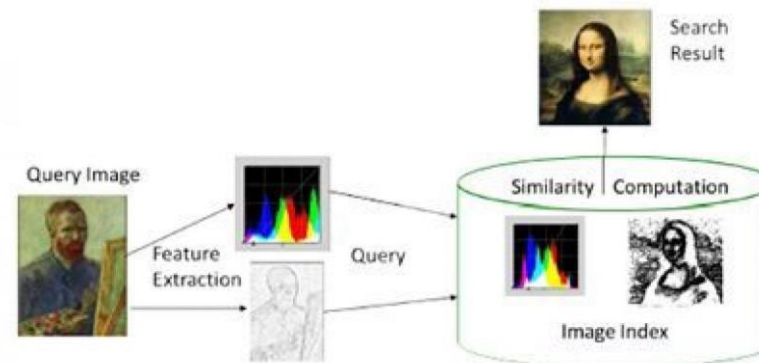 Search
Result
Query Image
Similarity Computation
Feature
Extraction
Query
Image Index